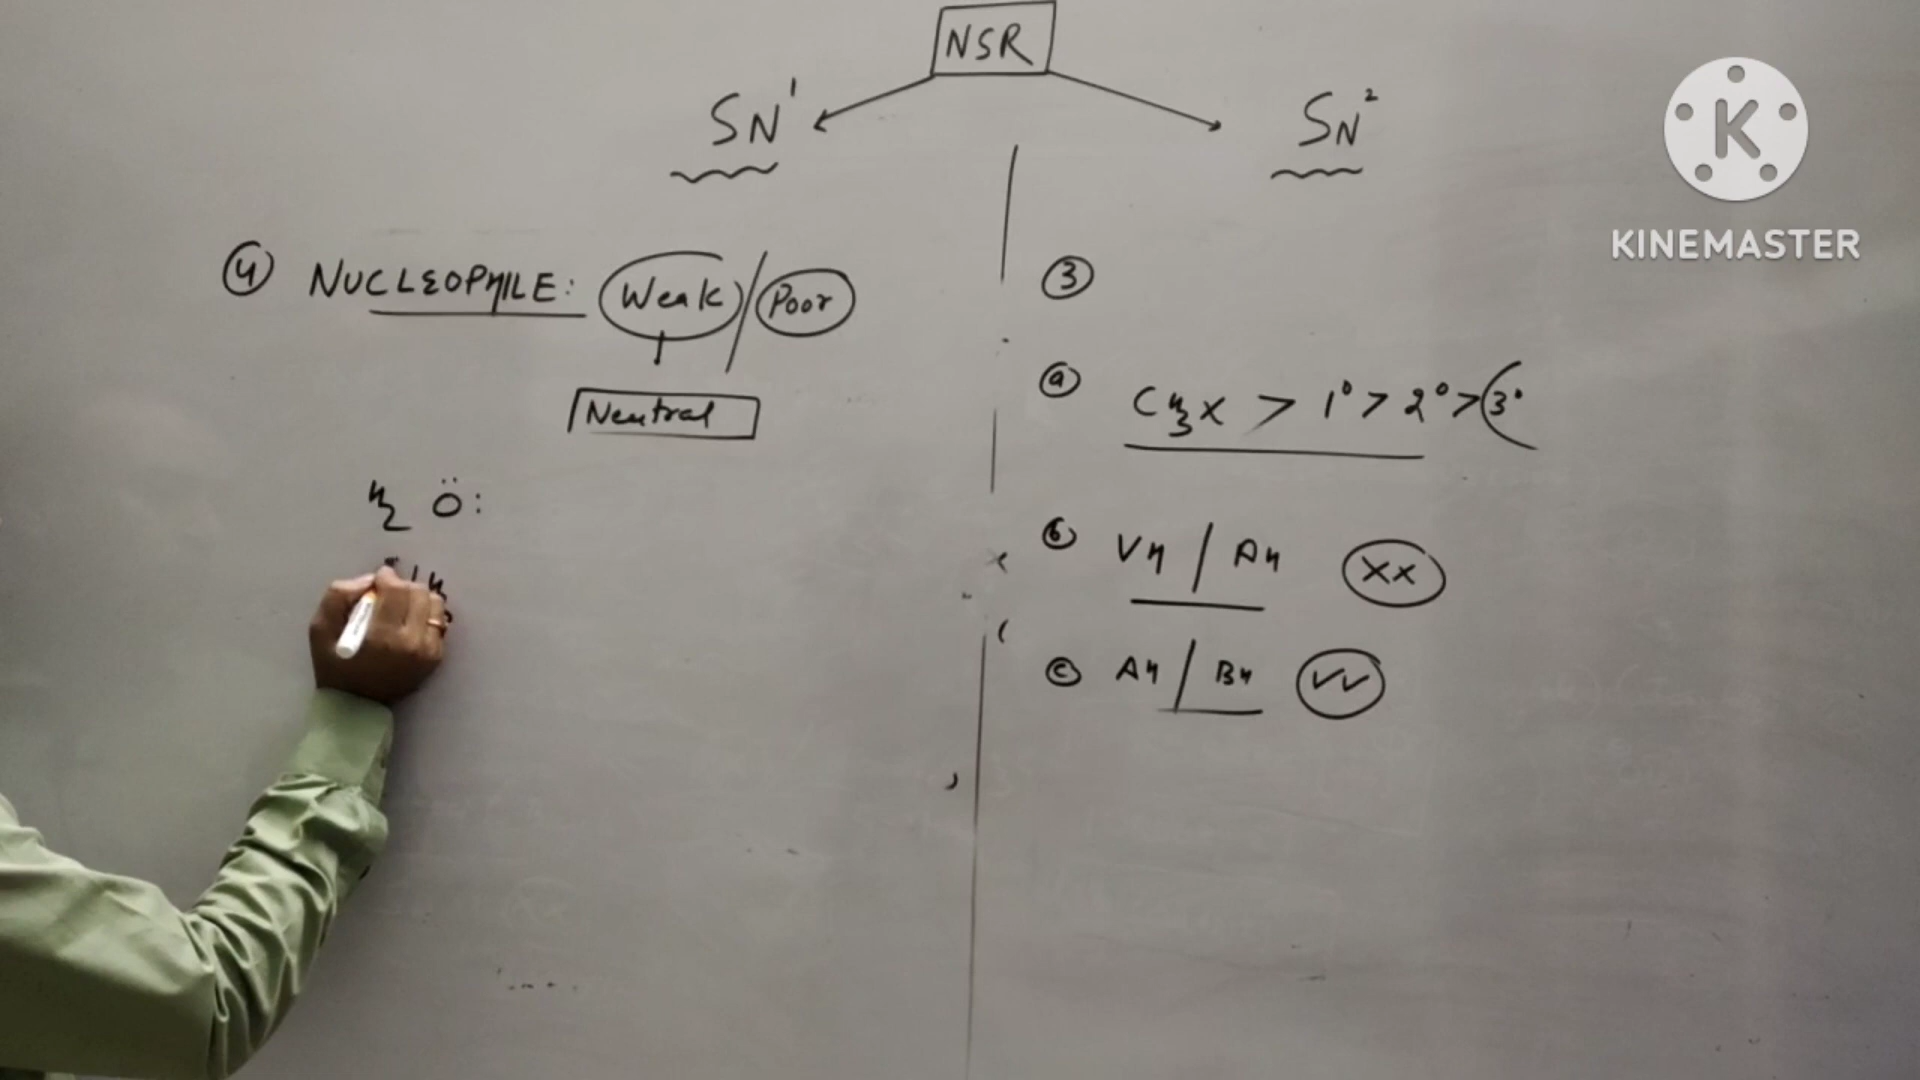 NSR
SN¹
SN²
④ NUCLEOPHILE: Weak / Poor
Neutral
H₂Ö:
③
ⓐ CH₃X > 1° > 2° > 3°
ⓑ VH / AH ××
ⓒ AH / BH ✓✓
K
KINEMASTER